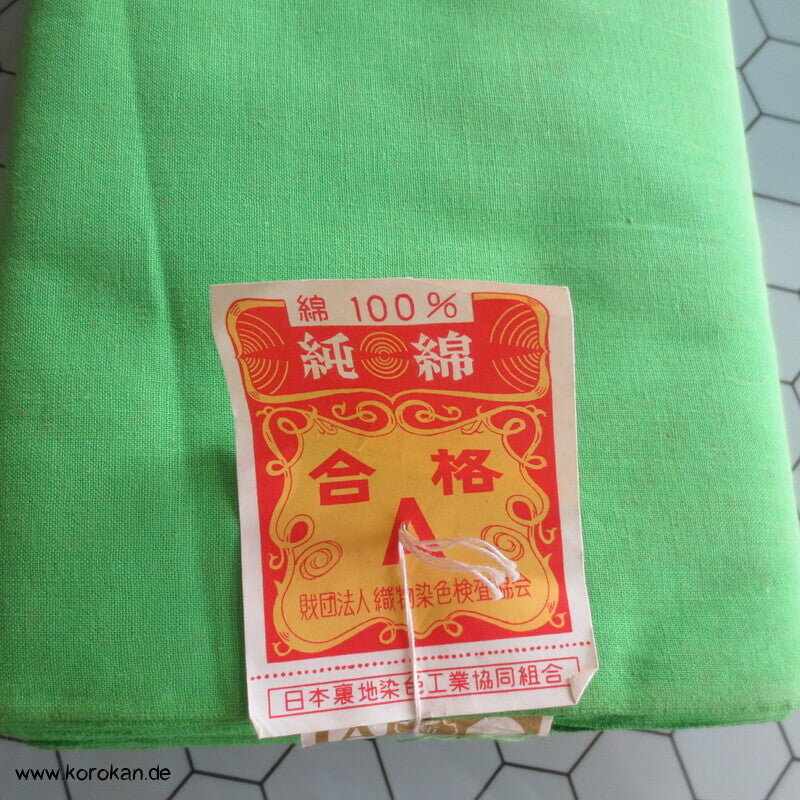 綿 100%
純綿
合格
A
財団法人織物染色検査協会
日本裏地染色工業協同組合
www.korokan.de